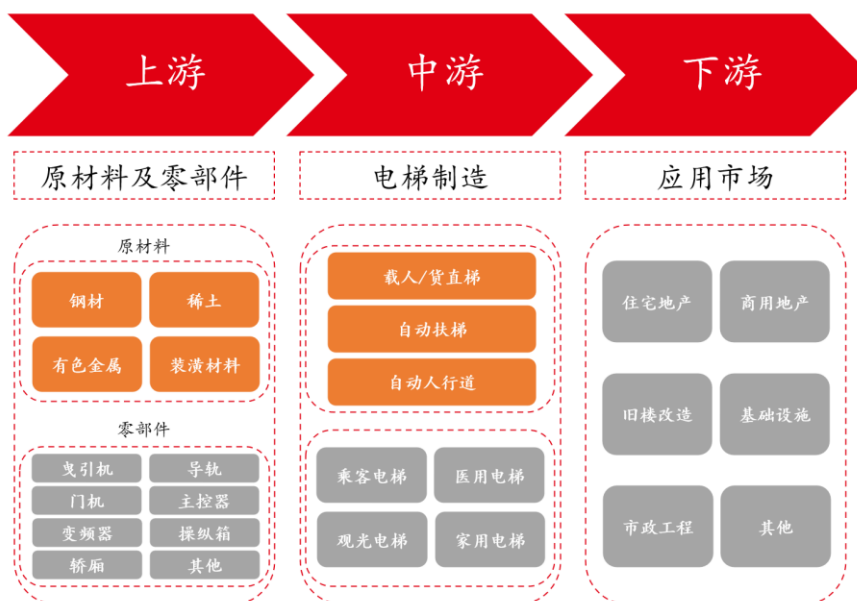 上游
中游
下游
原材料及零部件
电梯制造
应用市场
原材料
钢材
稀土
有色金属
装潢材料
零部件
曳引机
导轨
门机
主控器
变频器
操纵箱
轿厢
其他
载人/货直梯
自动扶梯
自动人行道
乘客电梯
医用电梯
观光电梯
家用电梯
住宅地产
商用地产
旧楼改造
基础设施
市政工程
其他